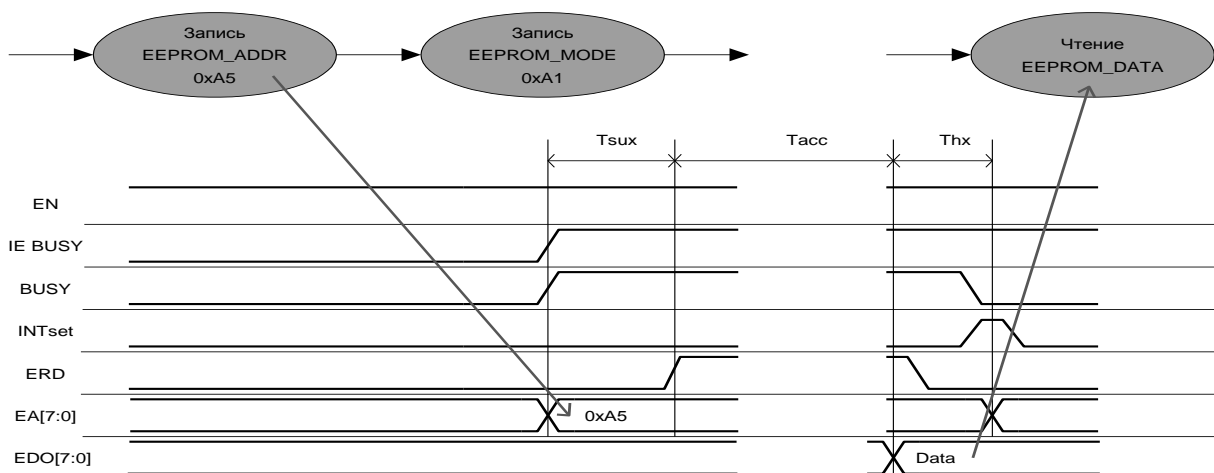 Запись
EEPROM_ADDR
0xA5
Запись
EEPROM_MODE
0xA1
Чтение
EEPROM_DATA
Tsux
Tacc
Thx
EN
IE BUSY
BUSY
INTset
ERD
EA[7:0]
0xA5
EDO[7:0]
Data